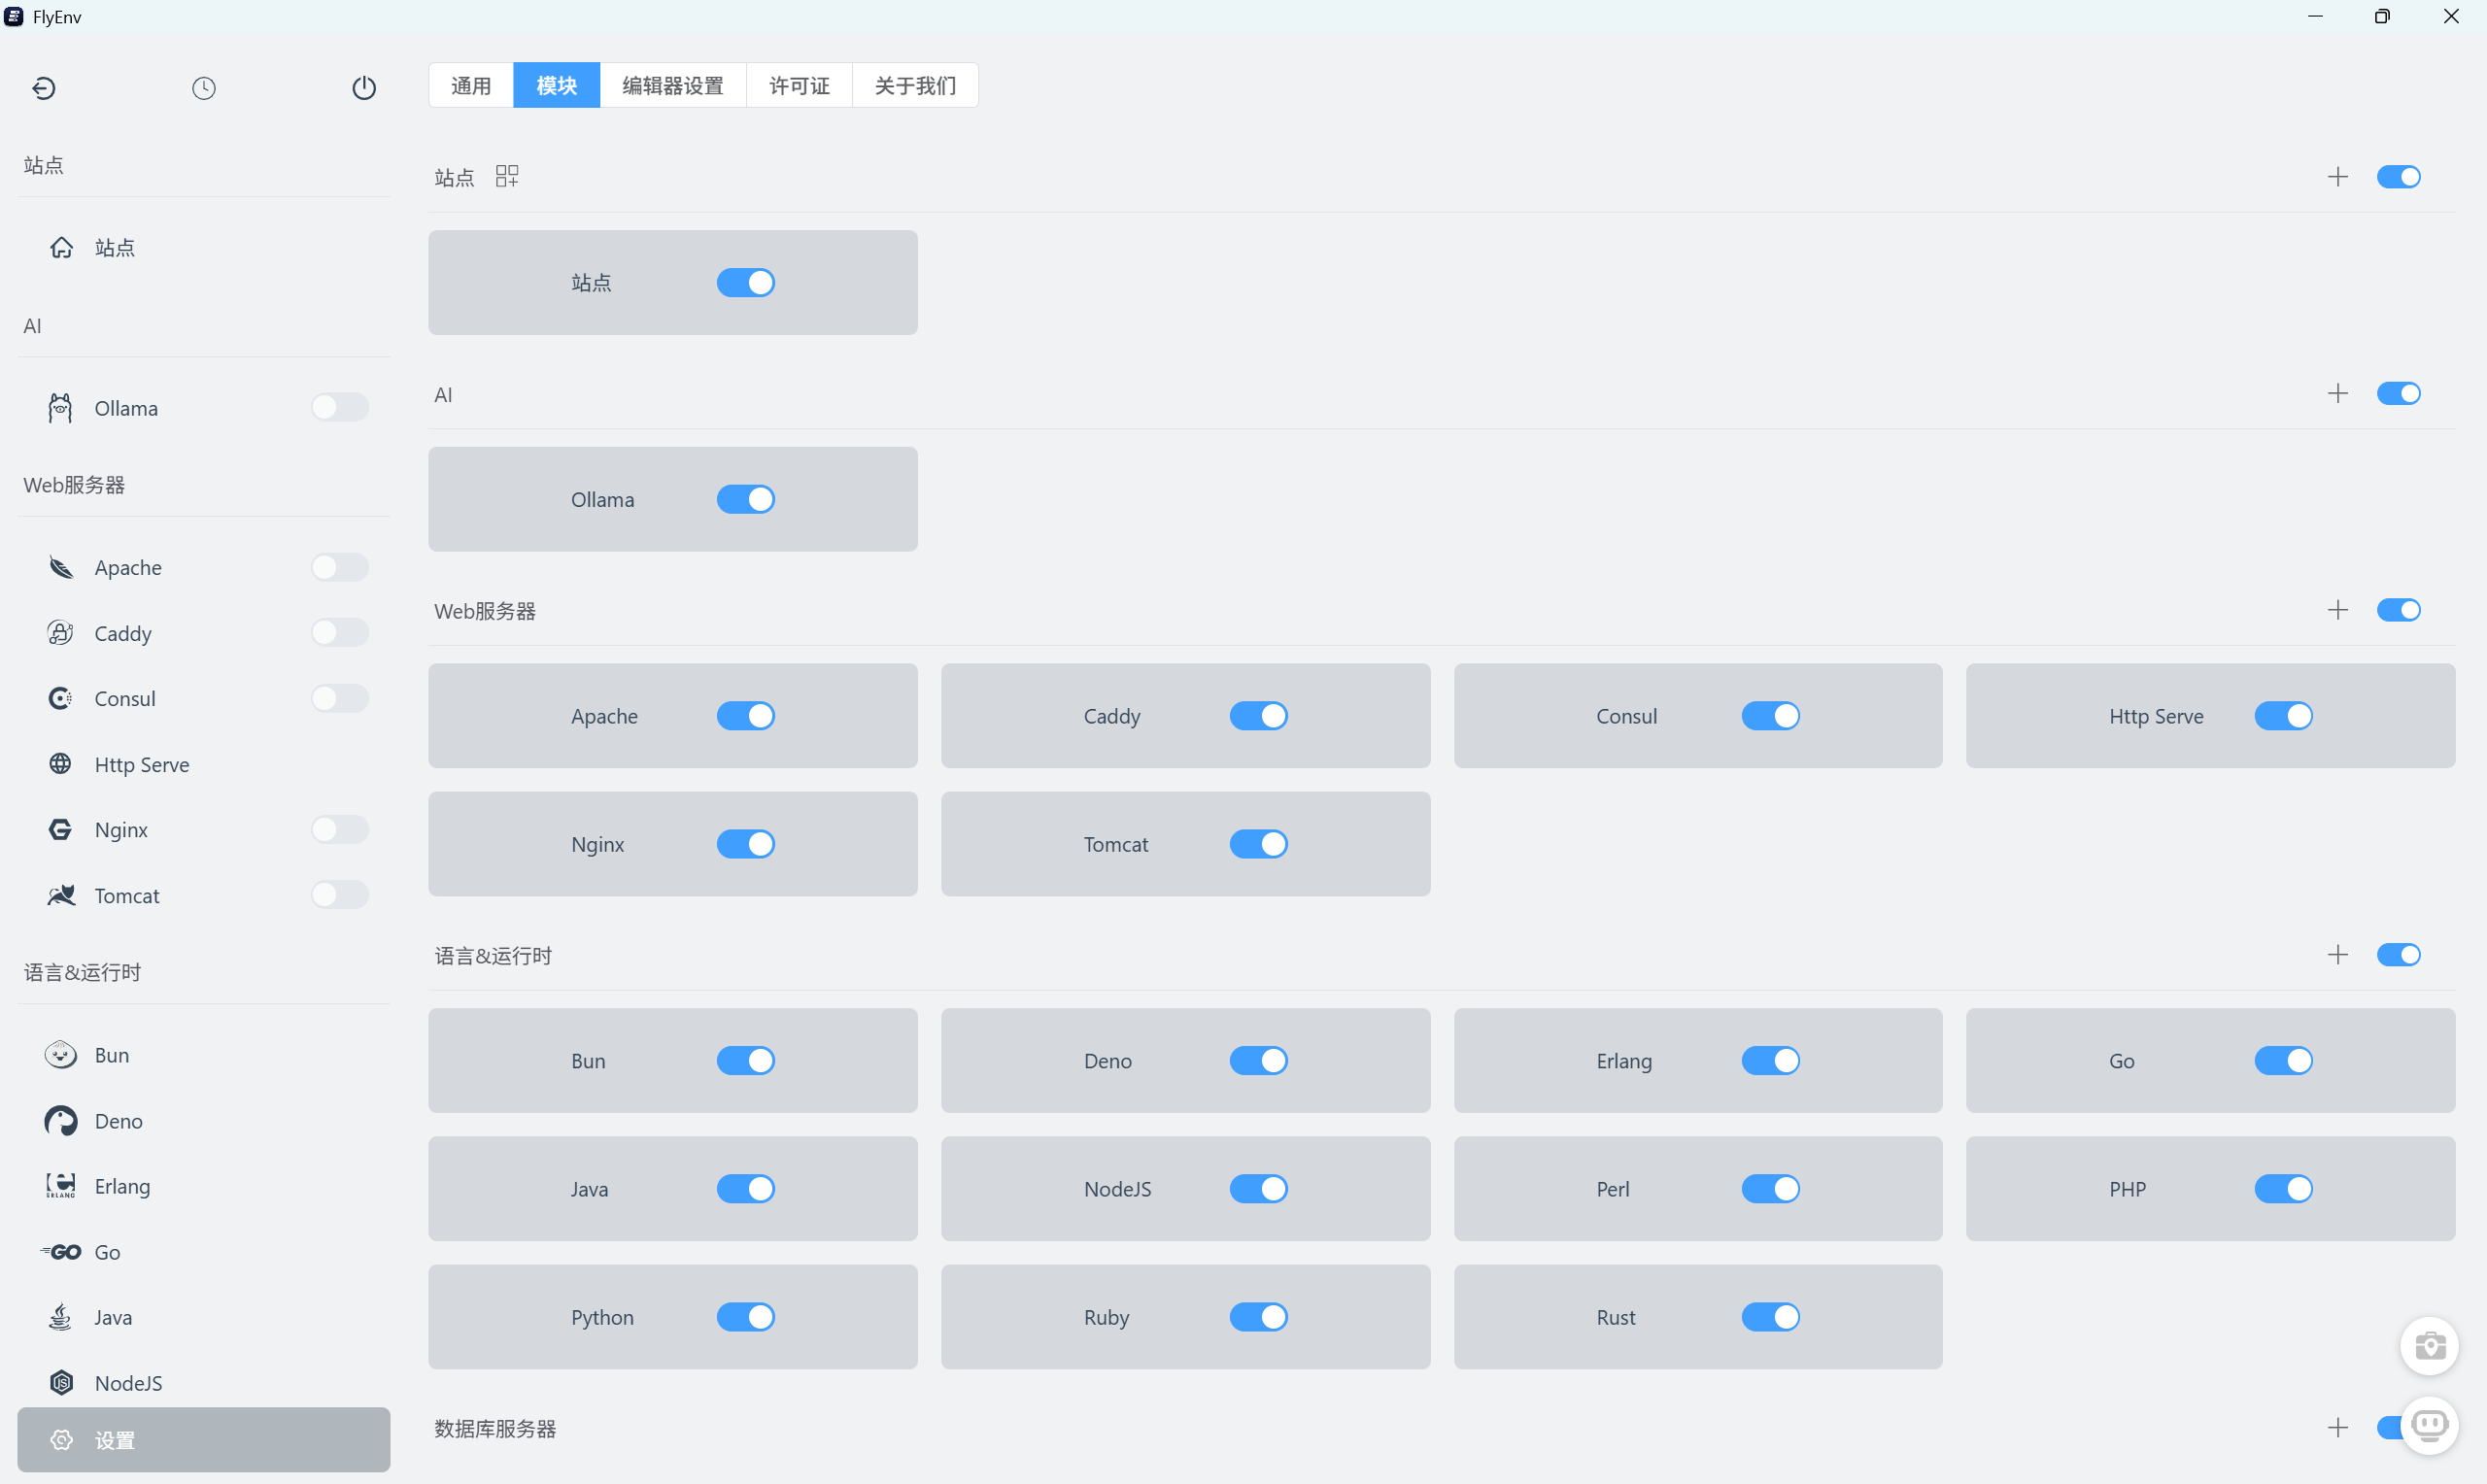 FlyEnv
站点
站点
AI
Ollama
Web服务器
Apache
Caddy
Consul
Http Serve
Nginx
Tomcat
语言&运行时
Bun
Deno
ERLANG
Erlang
GO
Go
Java
JS
NodeJS
设置
通用 模块 编辑器设置 许可证 关于我们
站点
站点
AI
Ollama
Web服务器
Apache Caddy Consul Http Serve
Nginx Tomcat
语言&运行时
Bun Deno Erlang Go
Java NodeJS Perl PHP
Python Ruby Rust
数据库服务器